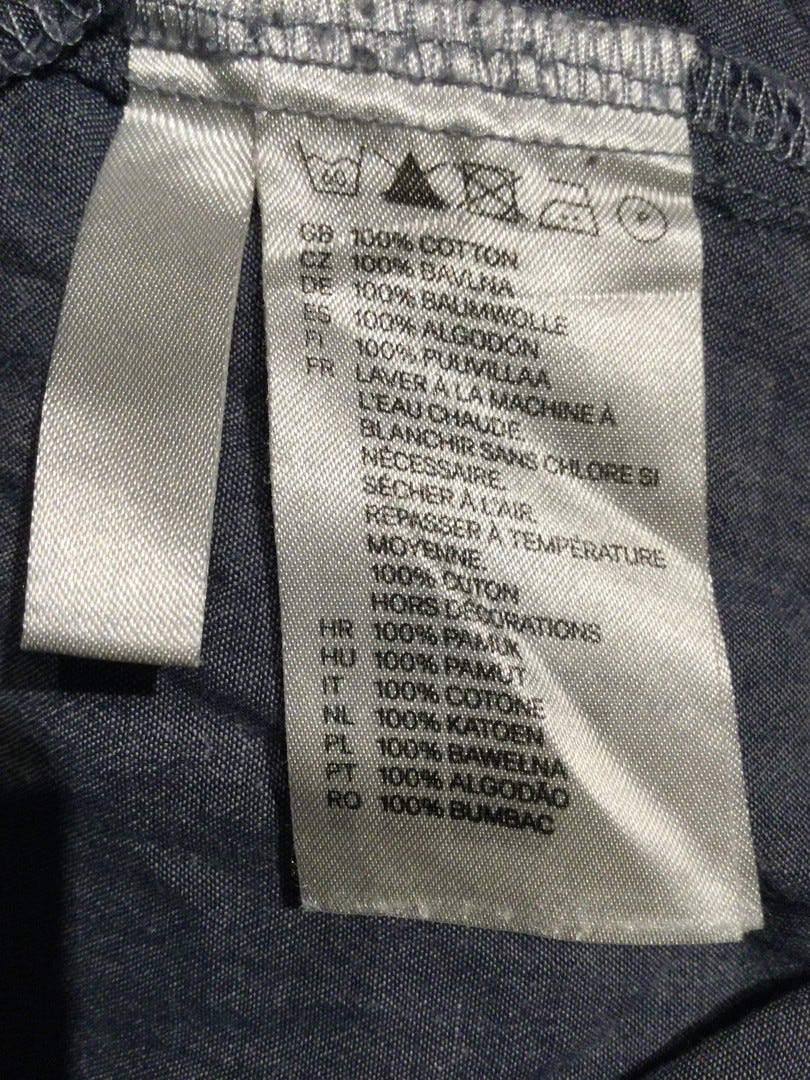 60
GB 100% COTTON
CZ 100% BAVLNA
DE 100% BAUMWOLLE
ES 100% ALGODÓN
FI 100% PUUVILLAA
FR LAVER À LA MACHINE À
L'EAU CHAUDE.
BLANCHIR SANS CHLORE SI
NÉCESSAIRE.
SÉCHER À L'AIR.
REPASSER À TEMPÉRATURE
MOYENNE.
100% COTON
HORS DÉCORATIONS
HR 100% PAMUK
HU 100% PAMUT
IT 100% COTONE
NL 100% KATOEN
PL 100% BAWEŁNA
PT 100% ALGODÃO
RO 100% BUMBAC